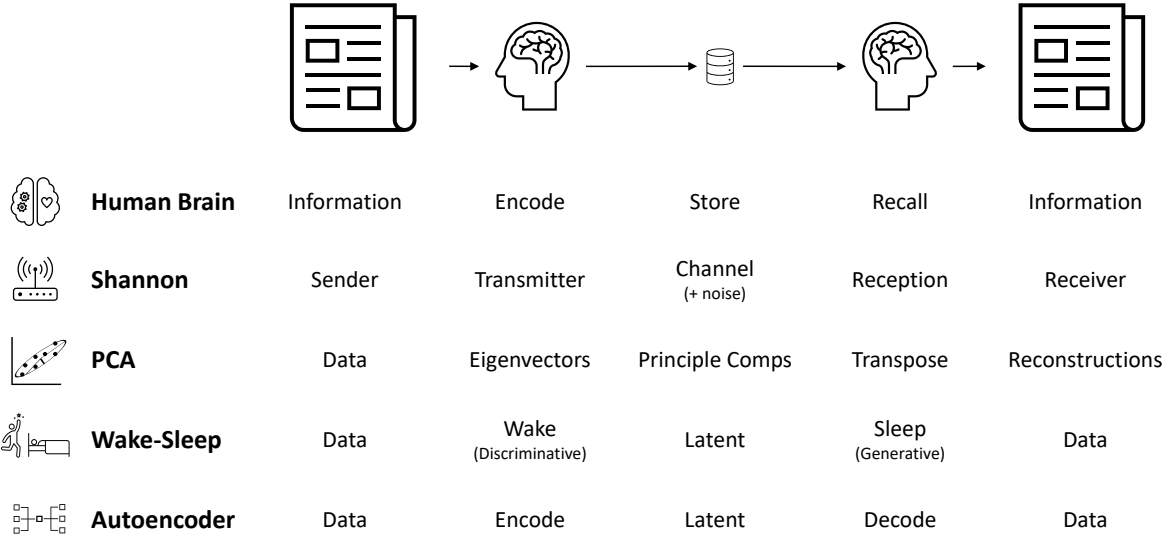 Human Brain Information Encode Store Recall Information
Shannon Sender Transmitter Channel Reception Receiver
(+ noise)
PCA Data Eigenvectors Principle Comps Transpose Reconstructions
Wake-Sleep Data Wake Latent Sleep Data
(Discriminative) (Generative)
Autoencoder Data Encode Latent Decode Data